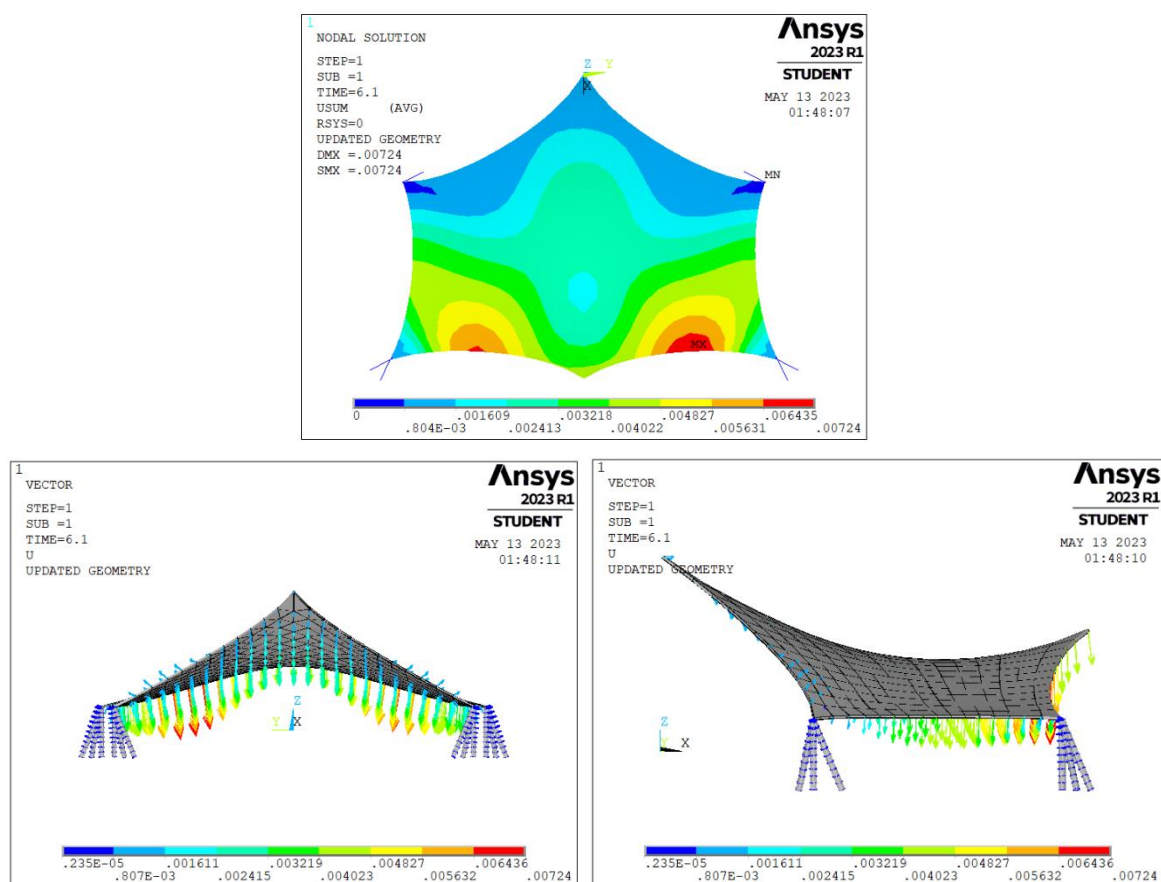 1
NODAL SOLUTION
STEP=1
SUB =1
TIME=6.1
USUM (AVG)
RSYS=0
UPDATED GEOMETRY
DMX =.00724
SMX =.00724
Ansys
2023 R1
STUDENT
MAY 13 2023
01:48:07
Z Y
X
MN
MX
0 .001609 .003218 .004827 .006435
.804E-03 .002413 .004022 .005631 .00724
1
VECTOR
STEP=1
SUB =1
TIME=6.1
U
UPDATED GEOMETRY
Ansys
2023 R1
STUDENT
MAY 13 2023
01:48:11
Z
Y X
.235E-05 .001611 .003219 .004827 .006436
.807E-03 .002415 .004023 .005632 .00724
1
VECTOR
STEP=1
SUB =1
TIME=6.1
U
UPDATED GEOMETRY
Ansys
2023 R1
STUDENT
MAY 13 2023
01:48:10
Z
Y X
.235E-05 .001611 .003219 .004827 .006436
.807E-03 .002415 .004023 .005632 .00724